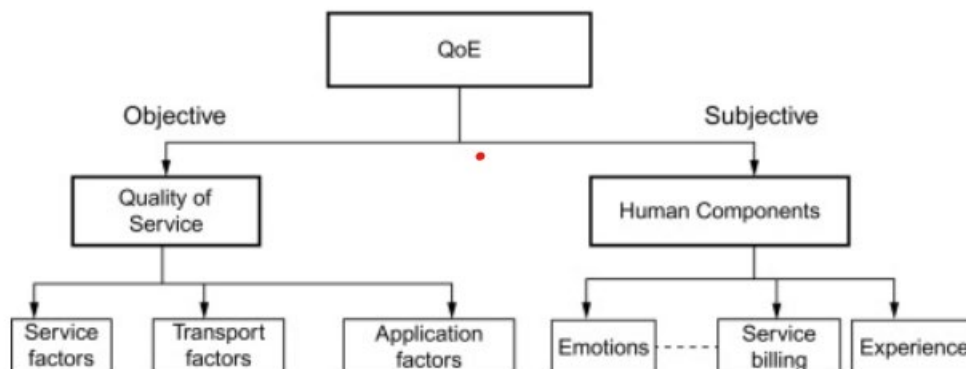 QoE
Objective
Subjective
Quality of
Service
Human Components
Service
factors
Transport
factors
Application
factors
Emotions
Service
billing
Experience